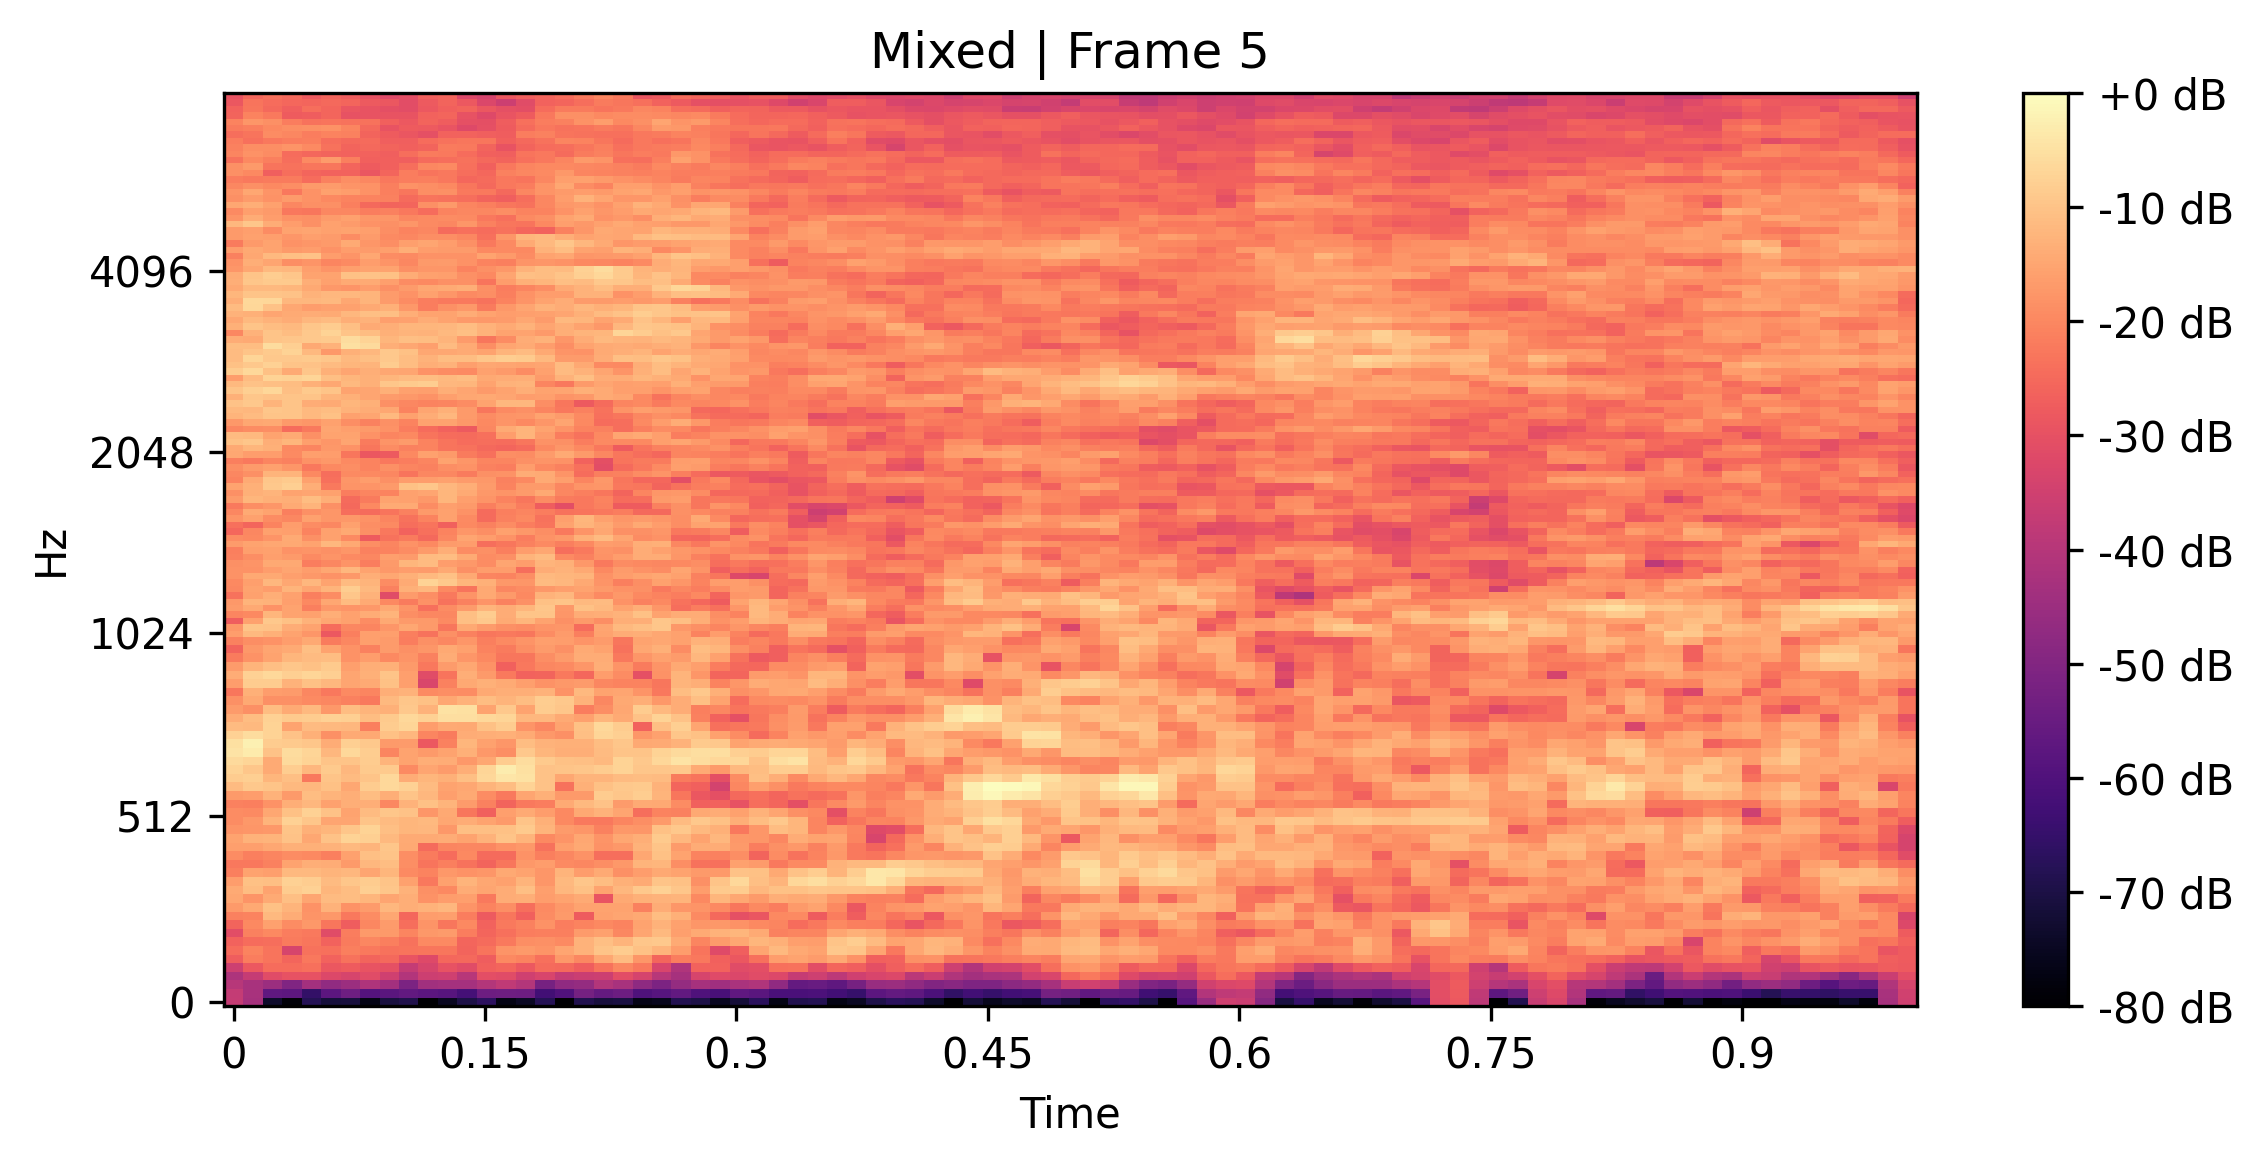 Mixed | Frame 5
+0 dB
-10 dB
-20 dB
-30 dB
-40 dB
-50 dB
-60 dB
-70 dB
-80 dB
Hz
4096
2048
1024
512
0
0 0.15 0.3 0.45 0.6 0.75 0.9
Time